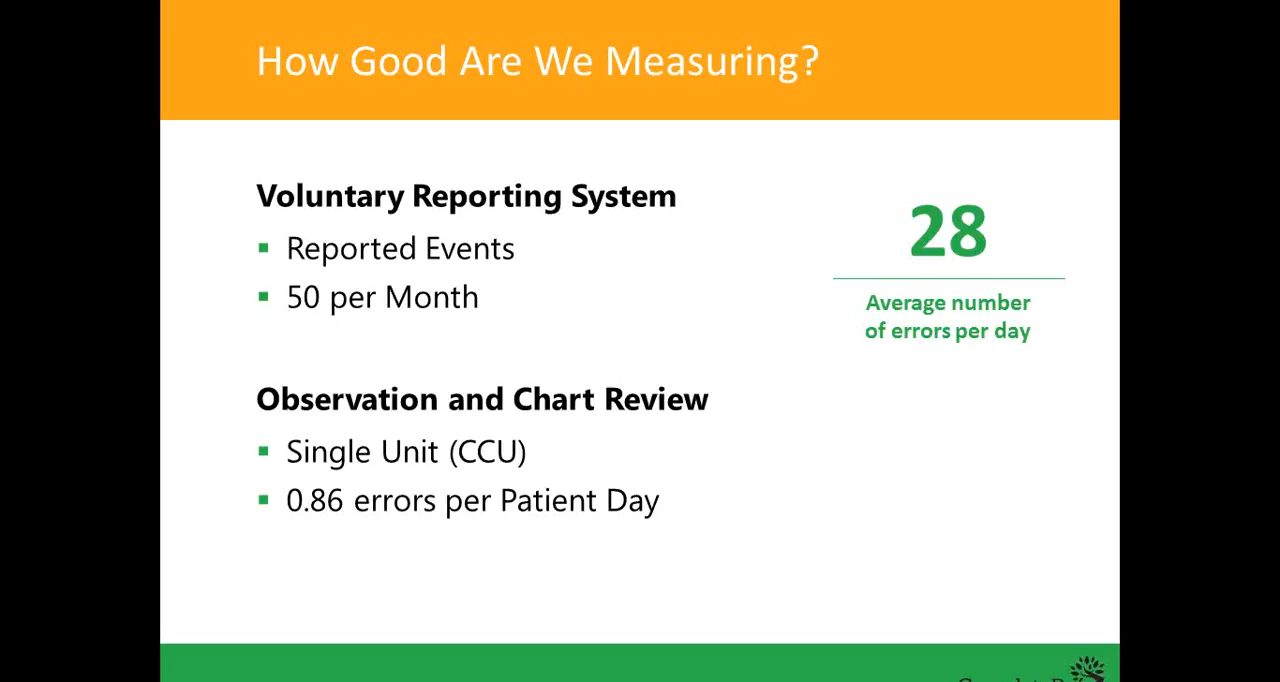 How Good Are We Measuring?
Voluntary Reporting System
Reported Events
50 per Month
28
Average number
of errors per day
Observation and Chart Review
Single Unit (CCU)
0.86 errors per Patient Day